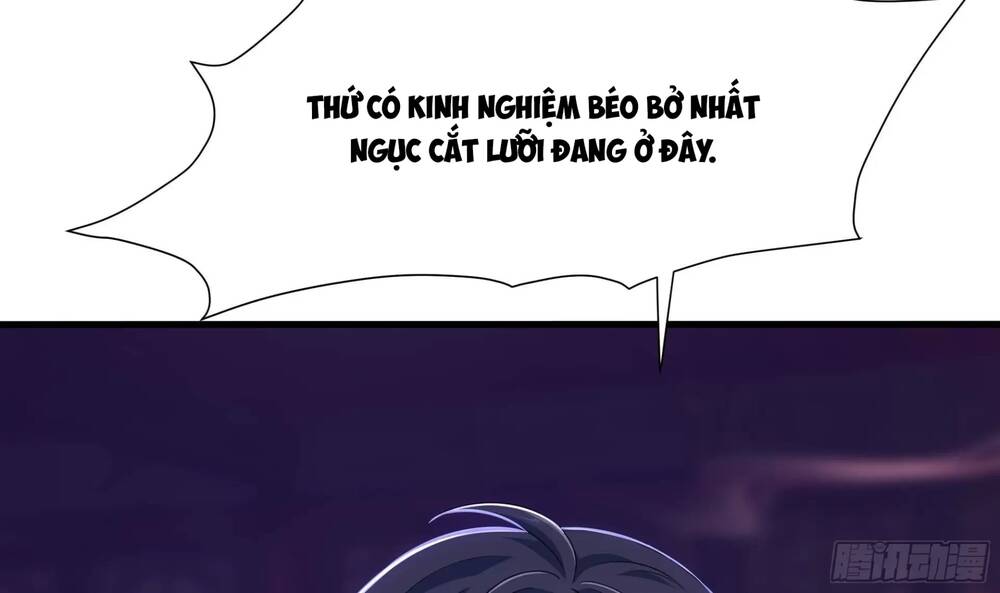 THỨ CÓ KINH NGHIỆM BÉO BỞ NHẤT
NGỤC CẮT LƯỠI ĐANG Ở ĐÂY.
腾讯动漫